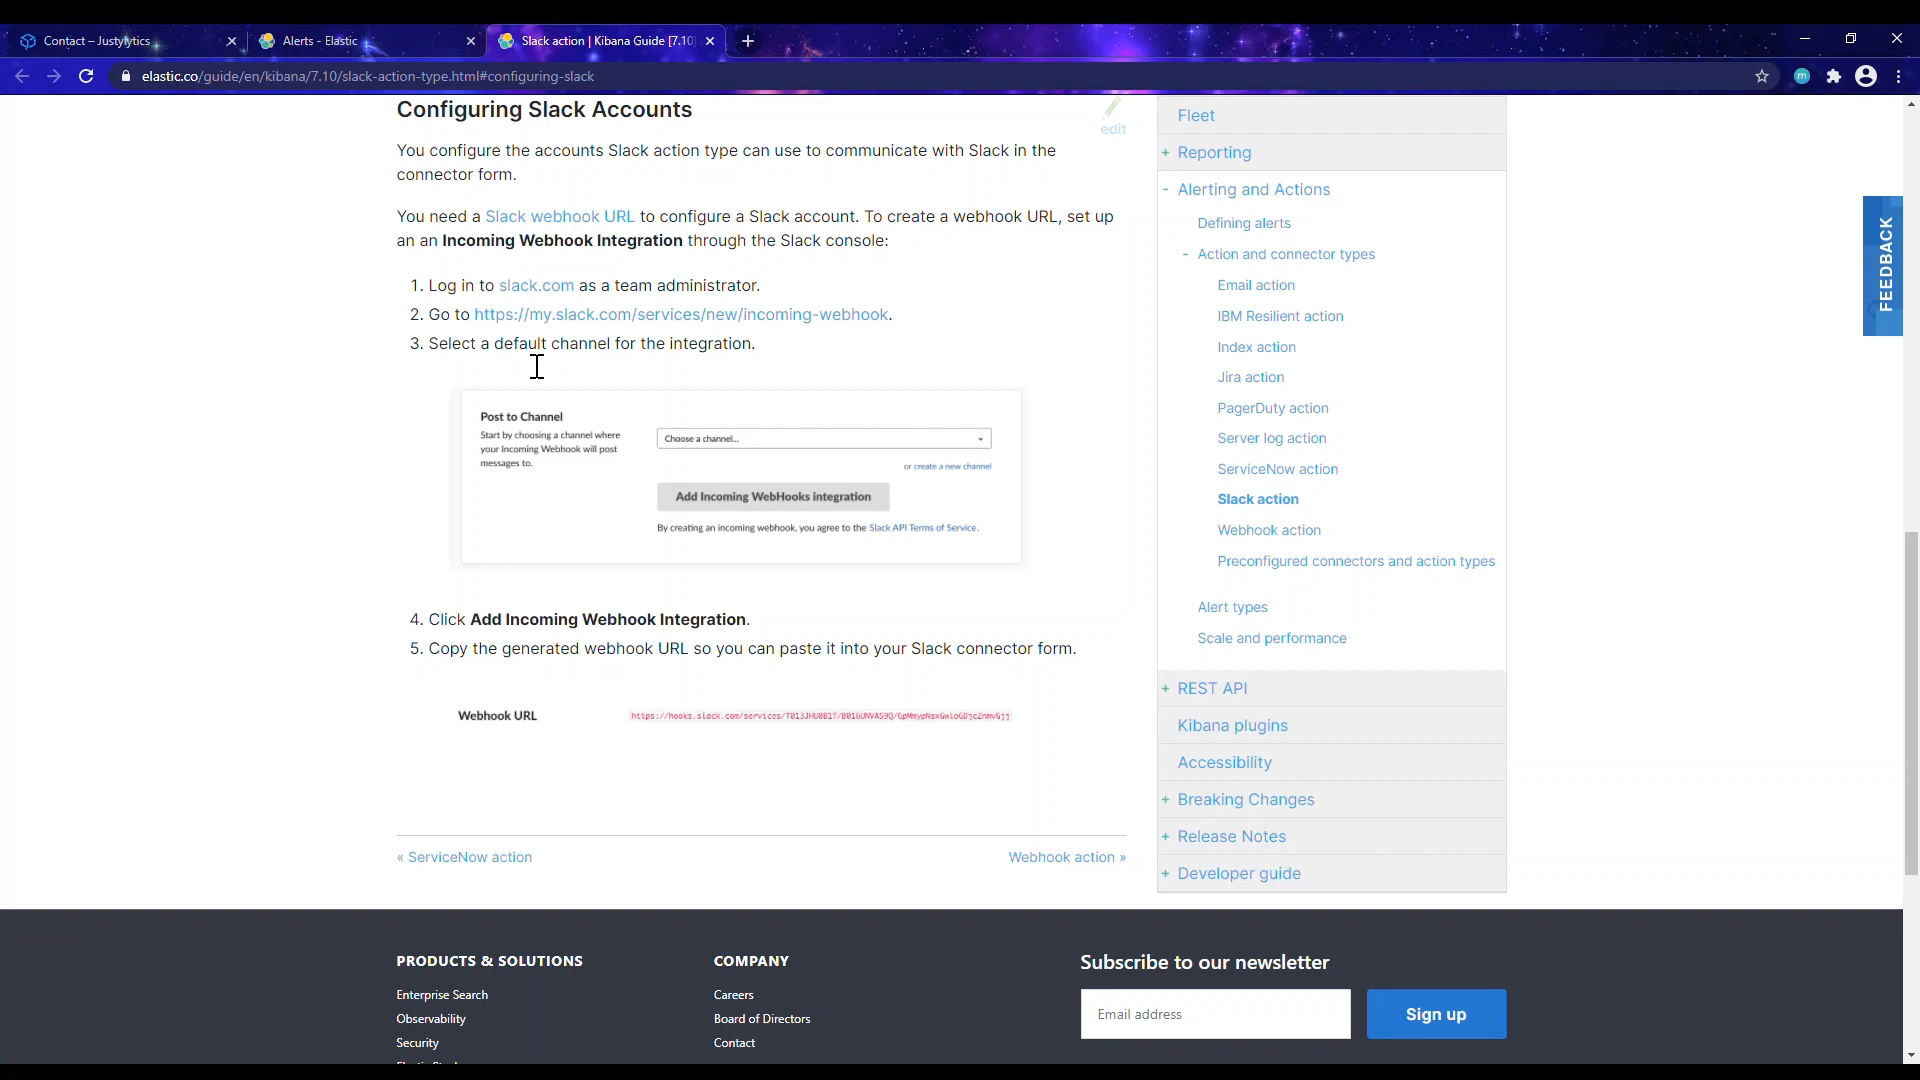 Contact – Justylytics
Alerts - Elastic
Slack action | Kibana Guide [7.10
elastic.co/guide/en/kibana/7.10/slack-action-type.html#configuring-slack
m
Configuring Slack Accounts
edit
You configure the accounts Slack action type can use to communicate with Slack in the
connector form.
You need a Slack webhook URL to configure a Slack account. To create a webhook URL, set up
an an Incoming Webhook Integration through the Slack console:
1. Log in to slack.com as a team administrator.
2. Go to https://my.slack.com/services/new/incoming-webhook.
3. Select a default channel for the integration.
Post to Channel
Start by choosing a channel where
your Incoming Webhook will post
messages to.
Choose a channel...
or create a new channel
Add Incoming WebHooks integration
By creating an incoming webhook, you agree to the Slack API Terms of Service.
4. Click Add Incoming Webhook Integration.
5. Copy the generated webhook URL so you can paste it into your Slack connector form.
Webhook URL
« ServiceNow action
Webhook action »
Fleet
+ Reporting
- Alerting and Actions
Defining alerts
- Action and connector types
Email action
IBM Resilient action
Index action
Jira action
PagerDuty action
Server log action
ServiceNow action
Slack action
Webhook action
Preconfigured connectors and action types
Alert types
Scale and performance
+ REST API
Kibana plugins
Accessibility
+ Breaking Changes
+ Release Notes
+ Developer guide
FEEDBACK
PRODUCTS & SOLUTIONS
Enterprise Search
Observability
Security
COMPANY
Careers
Board of Directors
Contact
Subscribe to our newsletter
Email address
Sign up